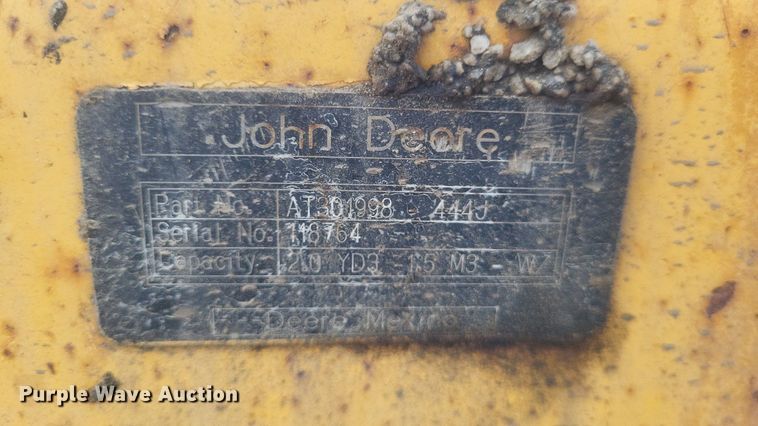 John Deere
Part No. AT301998 444J
Serial No. 118764
Capacity 2.0 YD3 1.5 M3 W/
Deere
Purple Wave Auction